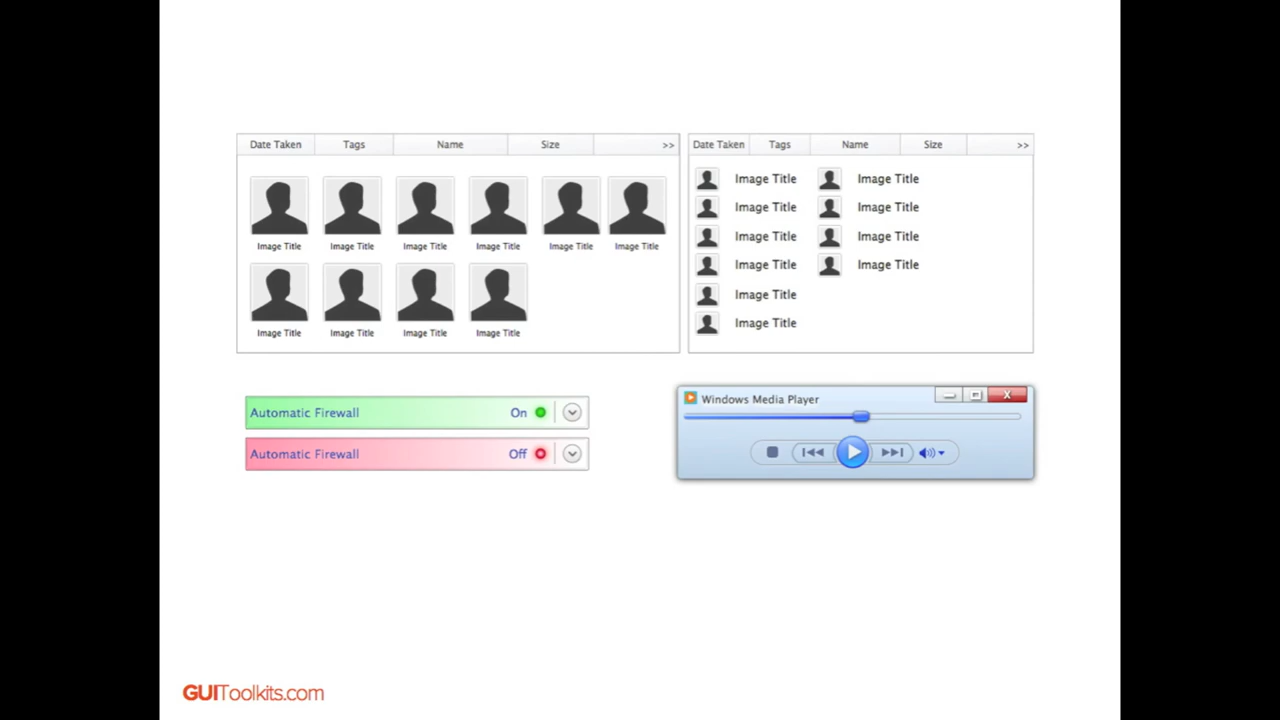 Date Taken Tags Name Size >>
Image Title Image Title Image Title Image Title Image Title Image Title
Image Title Image Title Image Title Image Title
Date Taken Tags Name Size >>
Image Title Image Title
Image Title Image Title
Image Title Image Title
Image Title Image Title
Image Title
Image Title
Automatic Firewall On
Automatic Firewall Off
Windows Media Player X
GUIToolkits.com